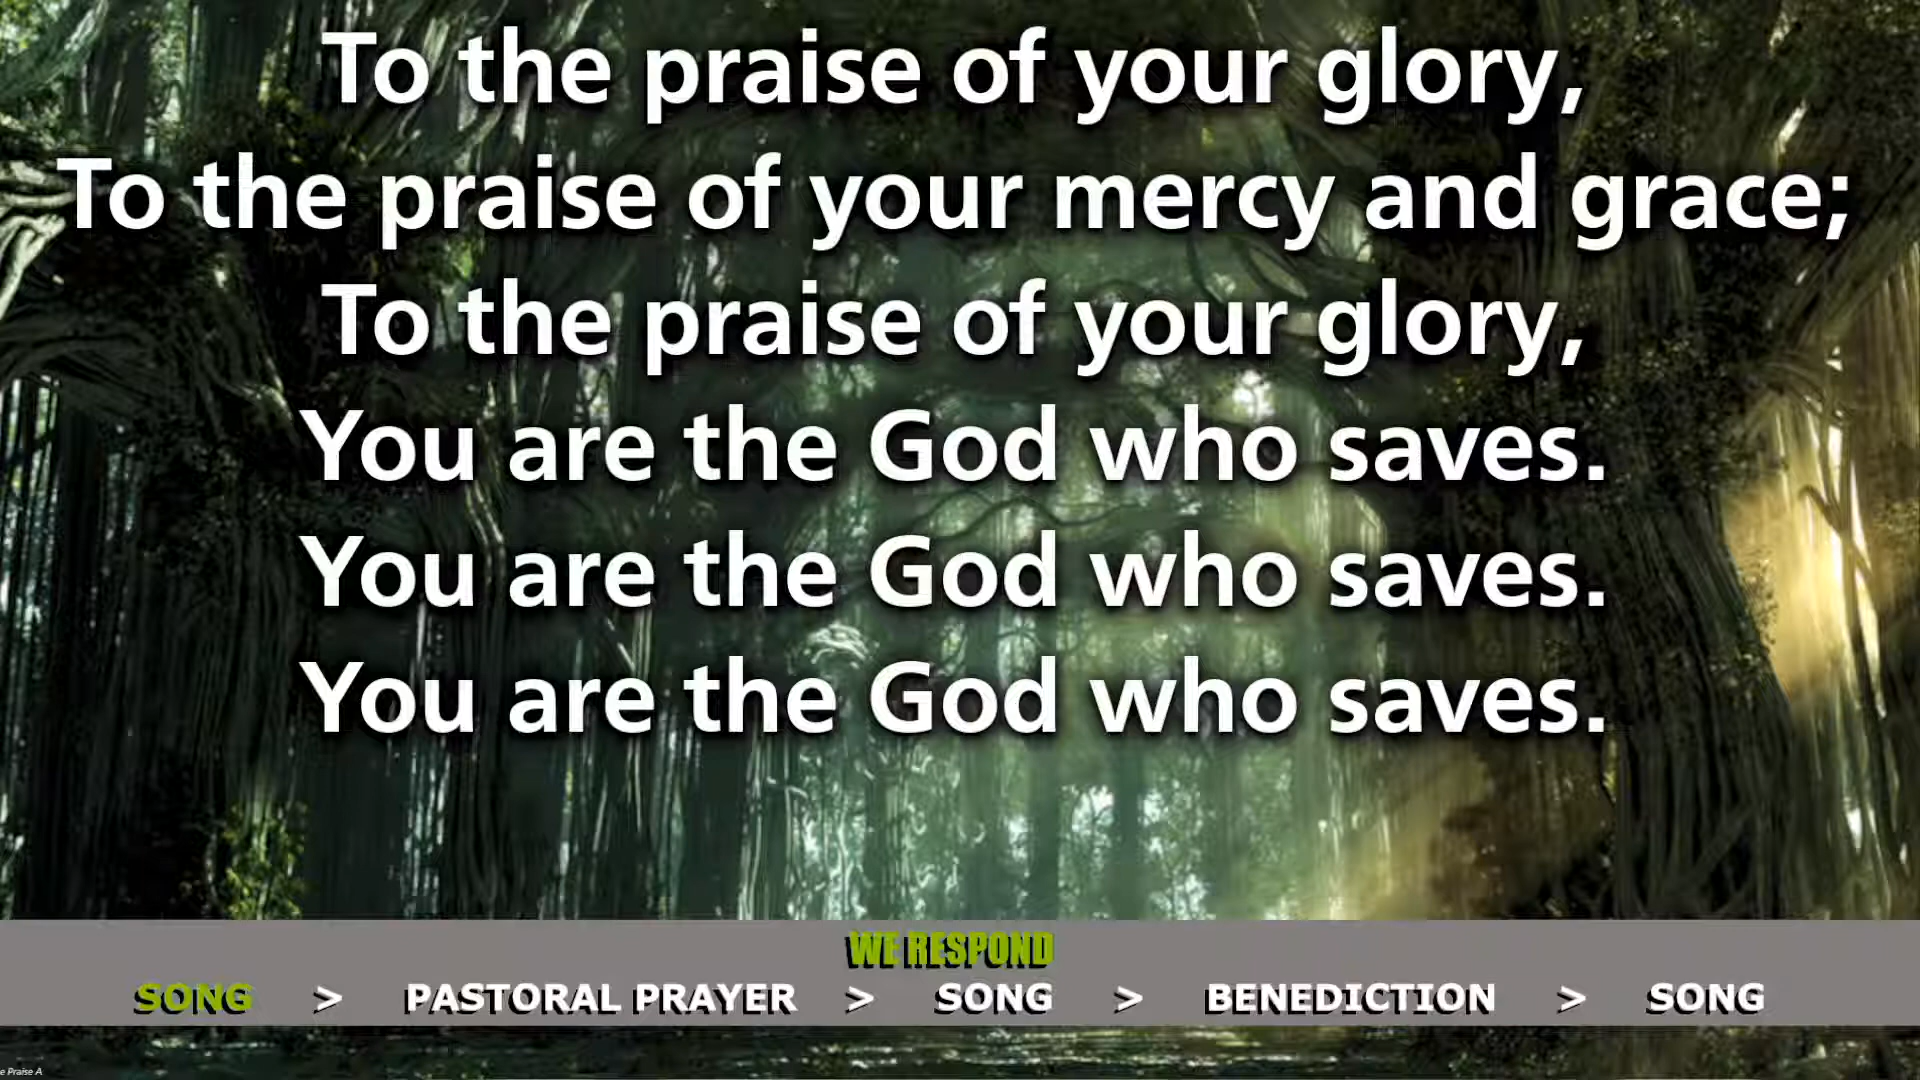 To the praise of your glory,
To the praise of your mercy and grace;
To the praise of your glory,
You are the God who saves.
You are the God who saves.
You are the God who saves.
WE RESPOND
SONG > PASTORAL PRAYER > SONG > BENEDICTION > SONG
e Praise A